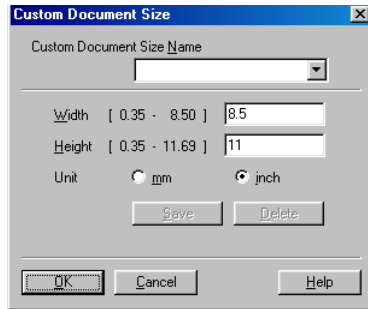 Custom Document Size
Custom Document Size Name
Width [ 0.35 - 8.50 ] 8.5
Height [ 0.35 - 11.69 ] 11
Unit mm inch
Save Delete
OK Cancel Help